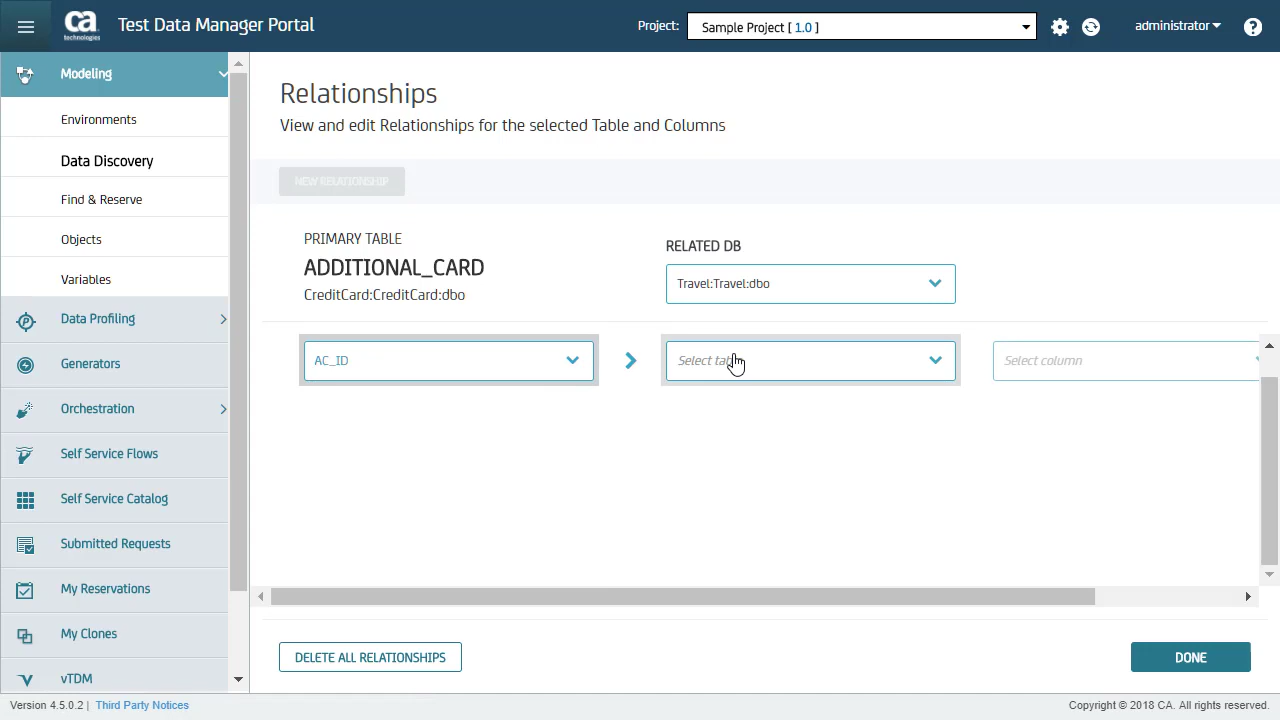 ca
technologies
Test Data Manager Portal
Project:
Sample Project [ 1.0 ]
administrator
?
Modeling
Environments
Data Discovery
Find & Reserve
Objects
Variables
Data Profiling
Generators
Orchestration
Self Service Flows
Self Service Catalog
Submitted Requests
My Reservations
My Clones
vTDM
Relationships
View and edit Relationships for the selected Table and Columns
NEW RELATIONSHIP
PRIMARY TABLE
ADDITIONAL_CARD
CreditCard:CreditCard:dbo
RELATED DB
Travel:Travel:dbo
AC_ID
Select table
Select column
DELETE ALL RELATIONSHIPS
DONE
Version 4.5.0.2 | Third Party Notices
Copyright © 2018 CA. All rights reserved.